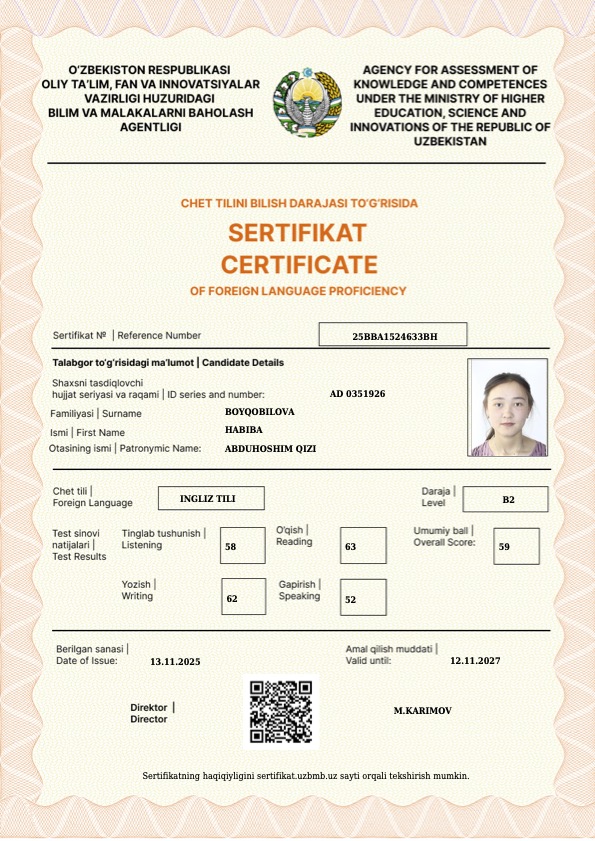 O'ZBEKISTON RESPUBLIKASI
OLIY TA'LIM, FAN VA INNOVATSIYALAR
VAZIRLIGI HUZURIDAGI
BILIM VA MALAKALARNI BAHOLASH
AGENTLIGI
AGENCY FOR ASSESSMENT OF
KNOWLEDGE AND COMPETENCES
UNDER THE MINISTRY OF HIGHER
EDUCATION, SCIENCE AND
INNOVATIONS OF THE REPUBLIC OF
UZBEKISTAN
CHET TILINI BILISH DARAJASI TO'G'RISIDA
SERTIFIKAT
CERTIFICATE
OF FOREIGN LANGUAGE PROFICIENCY
Sertifikat № | Reference Number 25BBA1524633BH
Talabgor to'g'risidagi ma'lumot | Candidate Details
Shaxsni tasdiqlovchi
hujjat seriyasi va raqami | ID series and number: AD 0351926
Familiyasi | Surname BOYQOBILOVA
Ismi | First Name HABIBA
Otasining ismi | Patronymic Name: ABDUHOSHIM QIZI
Chet tili |
Foreign Language
INGLIZ TILI
Daraja |
Level
B2
Test sinovi
natijalari |
Test Results
Tinglab tushunish |
Listening
58
O'qish |
Reading
63
Umumiy ball |
Overall Score:
59
Yozish |
Writing
62
Gapirish |
Speaking
52
Berilgan sanasi |
Date of Issue: 13.11.2025
Amal qilish muddati |
Valid until: 12.11.2027
Direktor |
Director
M.KARIMOV
Sertifikatning haqiqiyligini sertifikat.uzbmb.uz sayti orqali tekshirish mumkin.